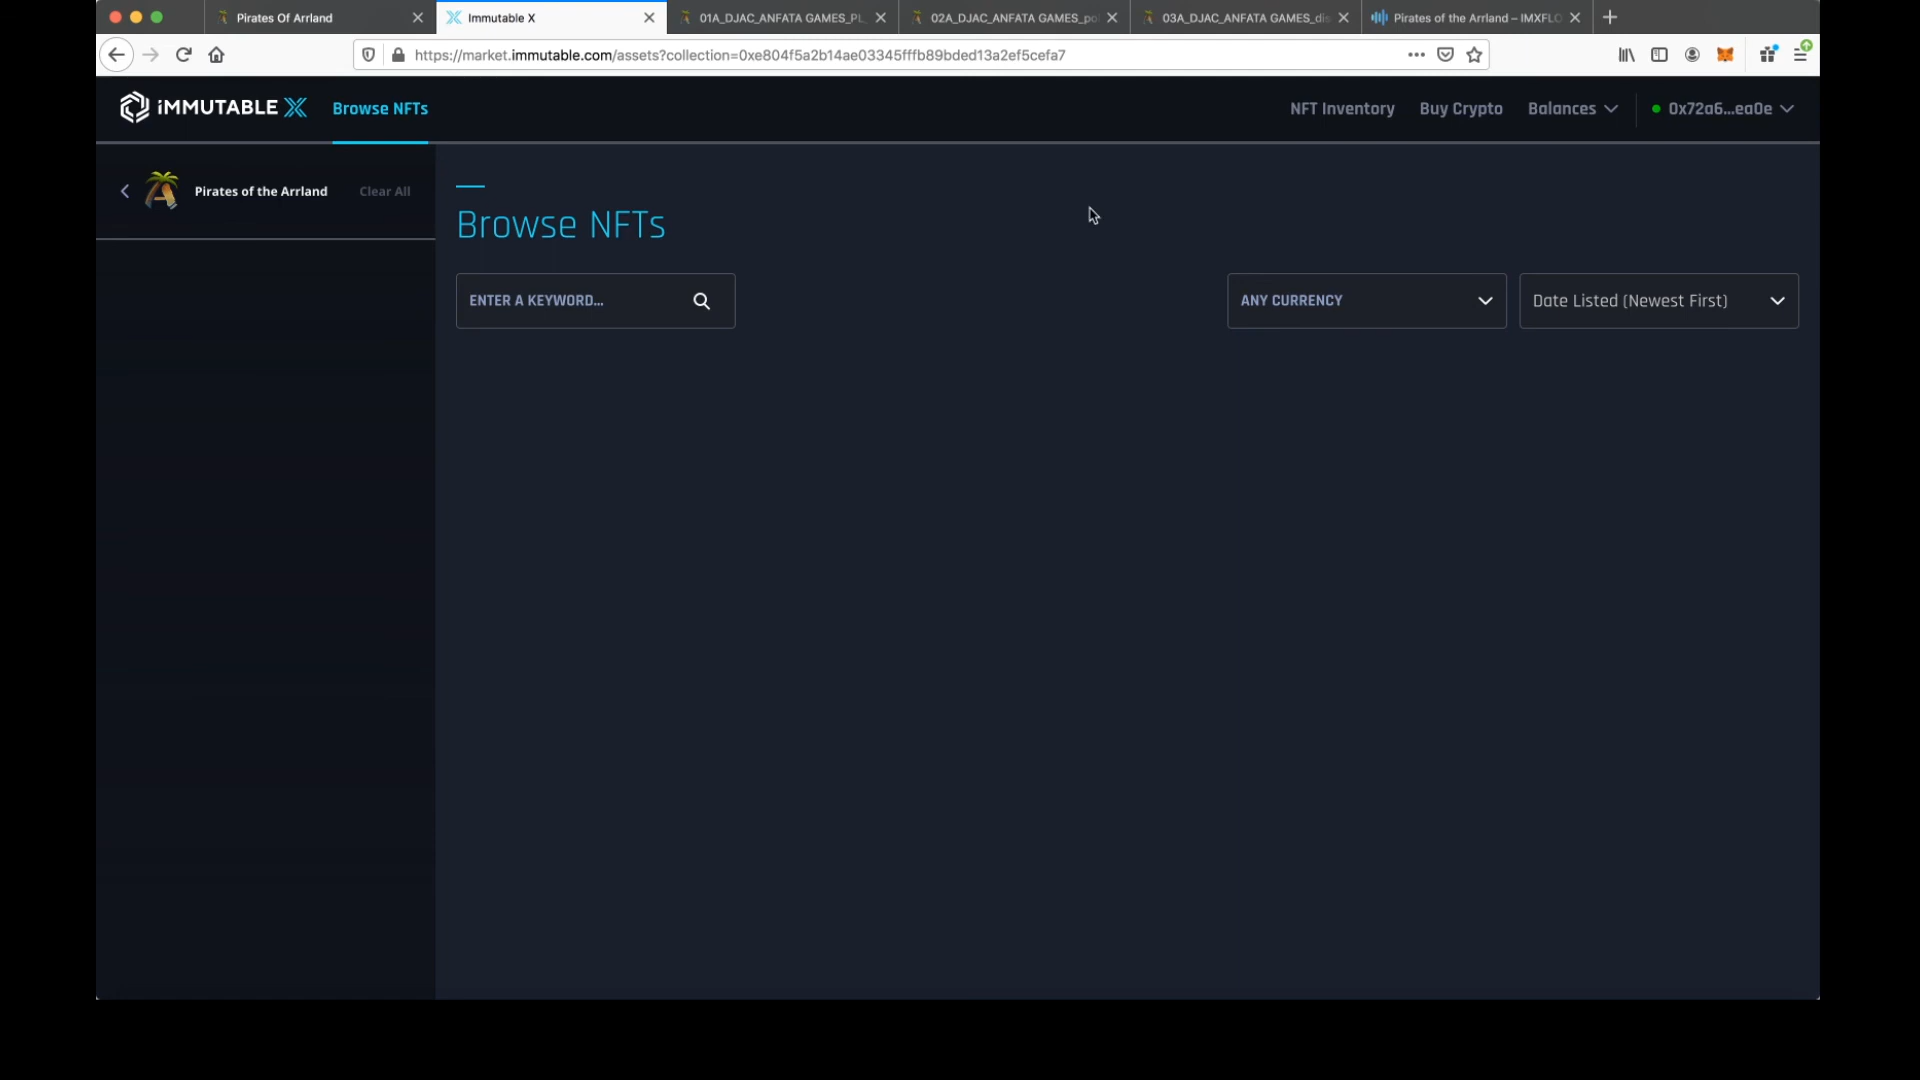 Pirates Of Arrland
Immutable X
01A_DJAC_ANFATA GAMES_PL
02A_DJAC_ANFATA GAMES_po
03A_DJAC_ANFATA GAMES_dis
Pirates of the Arrland – IMXFLO
https://market.immutable.com/assets?collection=0xe804f5a2b14ae03345fffb89bded13a2ef5cefa7
iMMUTABLE X
Browse NFTs
NFT Inventory
Buy Crypto
Balances
0x72a6...ea0e
Pirates of the Arrland
Clear All
Browse NFTs
ENTER A KEYWORD...
ANY CURRENCY
Date Listed (Newest First)